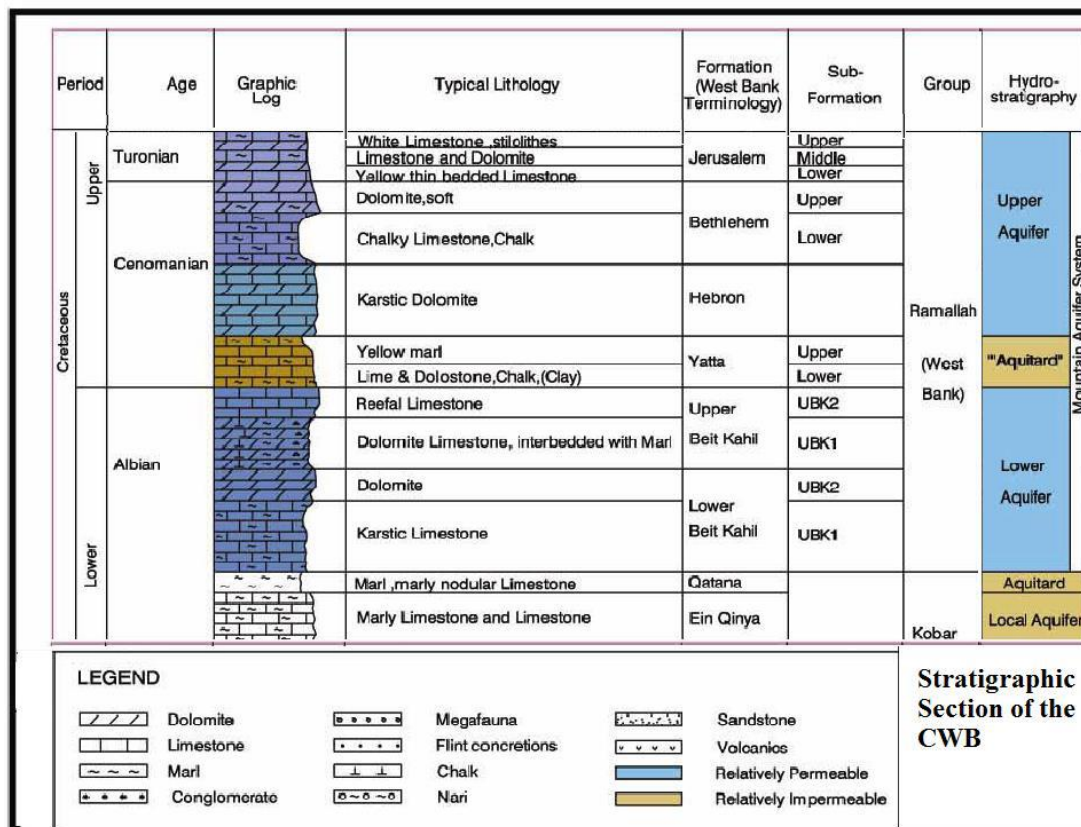 Period
Age
Graphic
Log
Typical Lithology
Formation
(West Bank
Terminology)
Sub-
Formation
Group
Hydro-
stratigraphy
Cretaceous
Upper
Lower
Turonian
Cenomanian
Albian
White Limestone ,stilolithes
Limestone and Dolomite
Yellow thin bedded Limestone
Jerusalem
Upper
Middle
Lower
Dolomite,soft
Chalky Limestone,Chalk
Bethlehem
Upper
Lower
Karstic Dolomite
Hebron
Yellow marl
Lime & Dolostone,Chalk,(Clay)
Yatta
Upper
Lower
Reefal Limestone
Dolomite Limestone, interbedded with Marl
Upper
Beit Kahil
UBK2
UBK1
Dolomite
Karstic Limestone
Lower
Beit Kahil
UBK2
UBK1
Marl ,marly nodular Limestone
Qatana
Marly Limestone and Limestone
Ein Qinya
Ramallah
(West
Bank)
Kobar
Upper
Aquifer
"'Aquitard"
Lower
Aquifer
Aquitard
Local Aquifer
Mountain Aquifer System
LEGEND
Dolomite
Limestone
Marl
Conglomerate
Megafauna
Flint concretions
Chalk
Nari
Sandstone
Volcanics
Relatively Permeable
Relatively Impermeable
Stratigraphic
Section of the
CWB